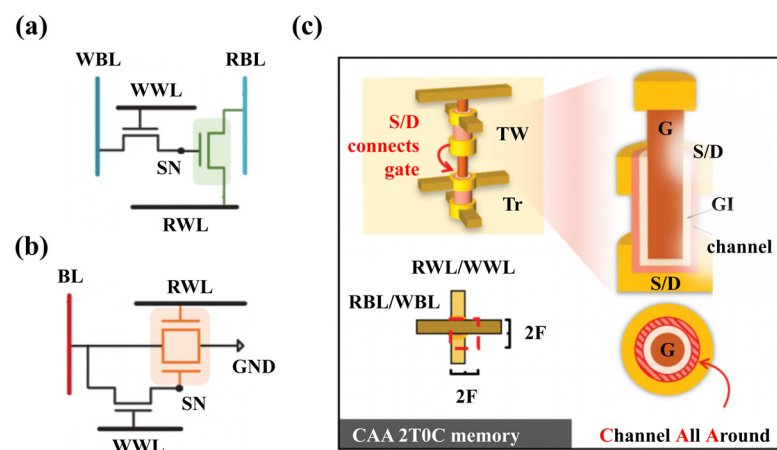 (a)
WBL
RBL
WWL
SN
RWL
(b)
BL
RWL
GND
SN
WWL
(c)
S/D
connects
gate
TW
Tr
G
S/D
GI
channel
S/D
RWL/WWL
RBL/WBL
2F
2F
G
CAA 2T0C memory
Channel All Around